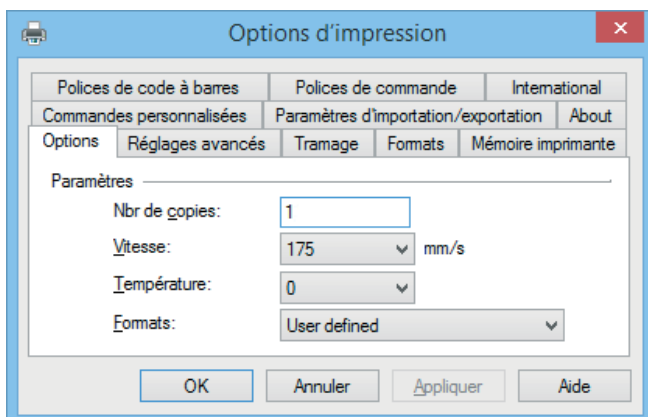 Options d'impression
Polices de code à barres Polices de commande International
Commandes personnalisées Paramètres d'importation/exportation About
Options Réglages avancés Tramage Formats Mémoire imprimante
Paramètres
Nbr de copies: 1
Vitesse: 175 mm/s
Température: 0
Formats: User defined
OK Annuler Appliquer Aide